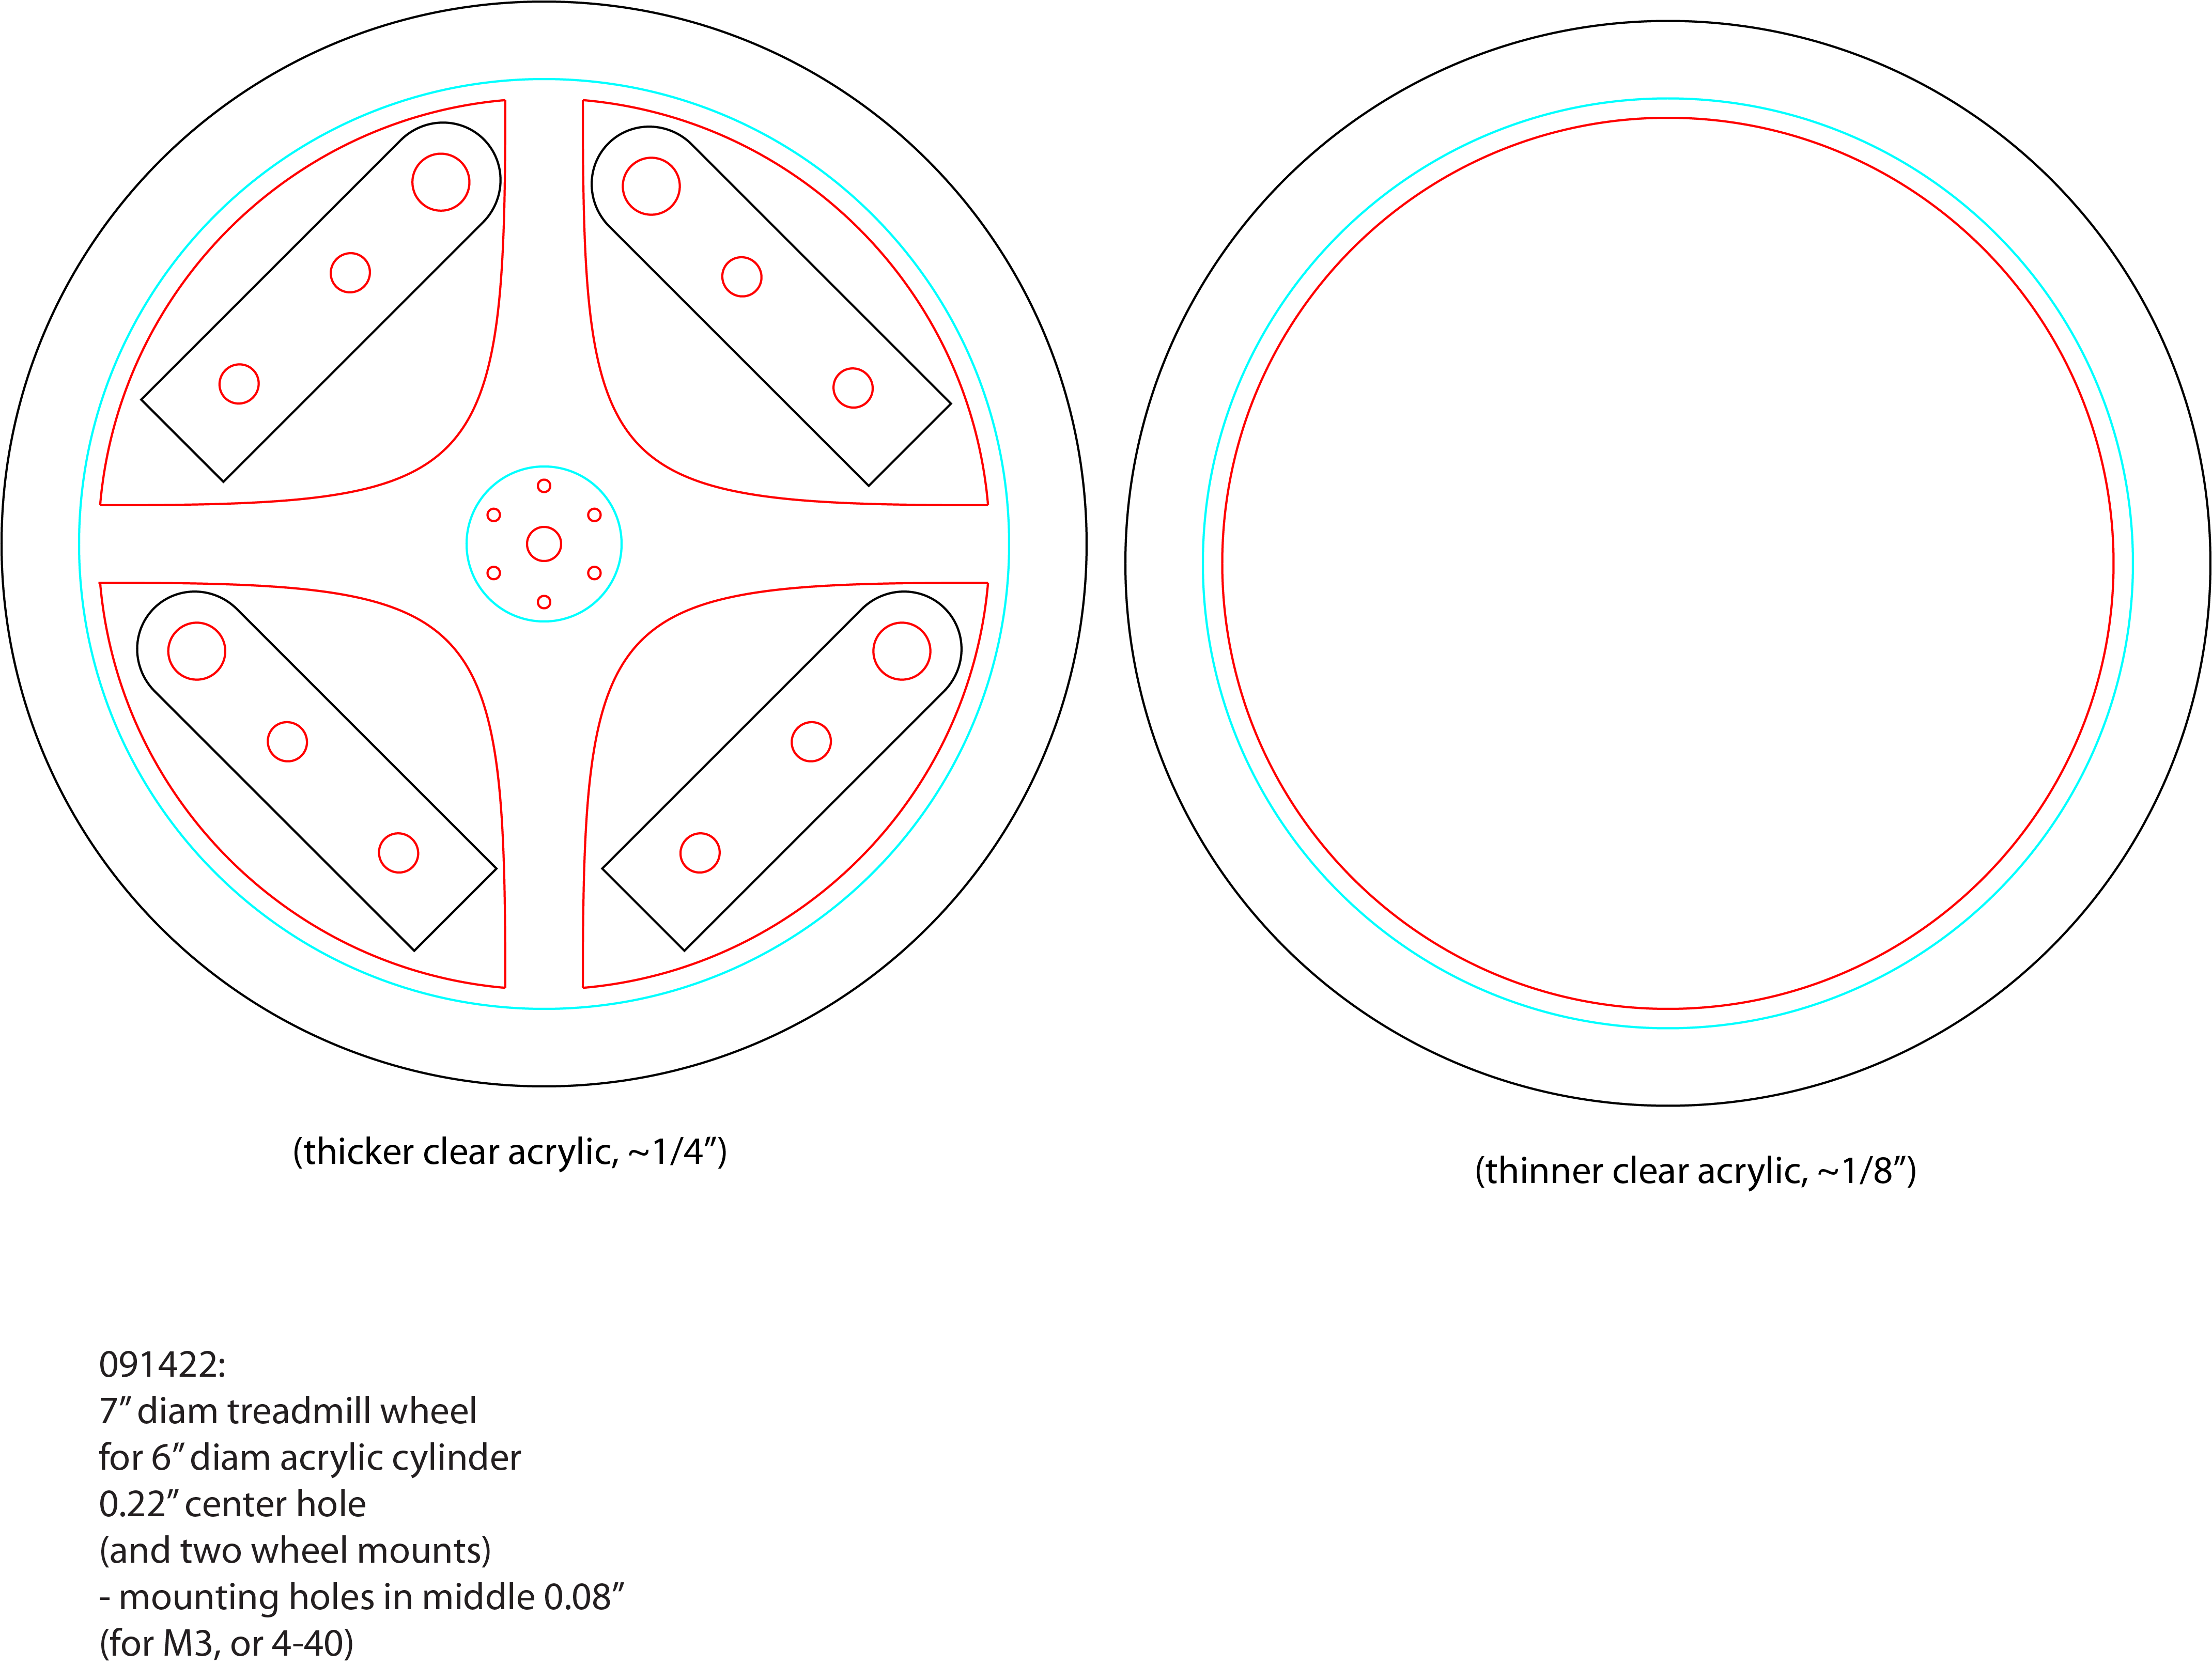 (thicker clear acrylic, ~1/4”)
(thinner clear acrylic, ~1/8”)
091422:
7” diam treadmill wheel
for 6” diam acrylic cylinder
0.22” center hole
(and two wheel mounts)
- mounting holes in middle 0.08”
(for M3, or 4-40)